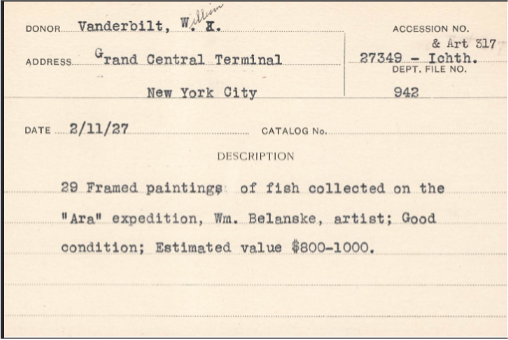 DONOR Vanderbilt, W. K. William
ACCESSION NO.
& Art 317
ADDRESS Grand Central Terminal
27349 - Ichth.
DEPT. FILE NO.
New York City
942
DATE 2/11/27 CATALOG No.
DESCRIPTION
29 Framed paintings of fish collected on the
"Ara" expedition, Wm. Belanske, artist; Good
condition; Estimated value $800-1000.